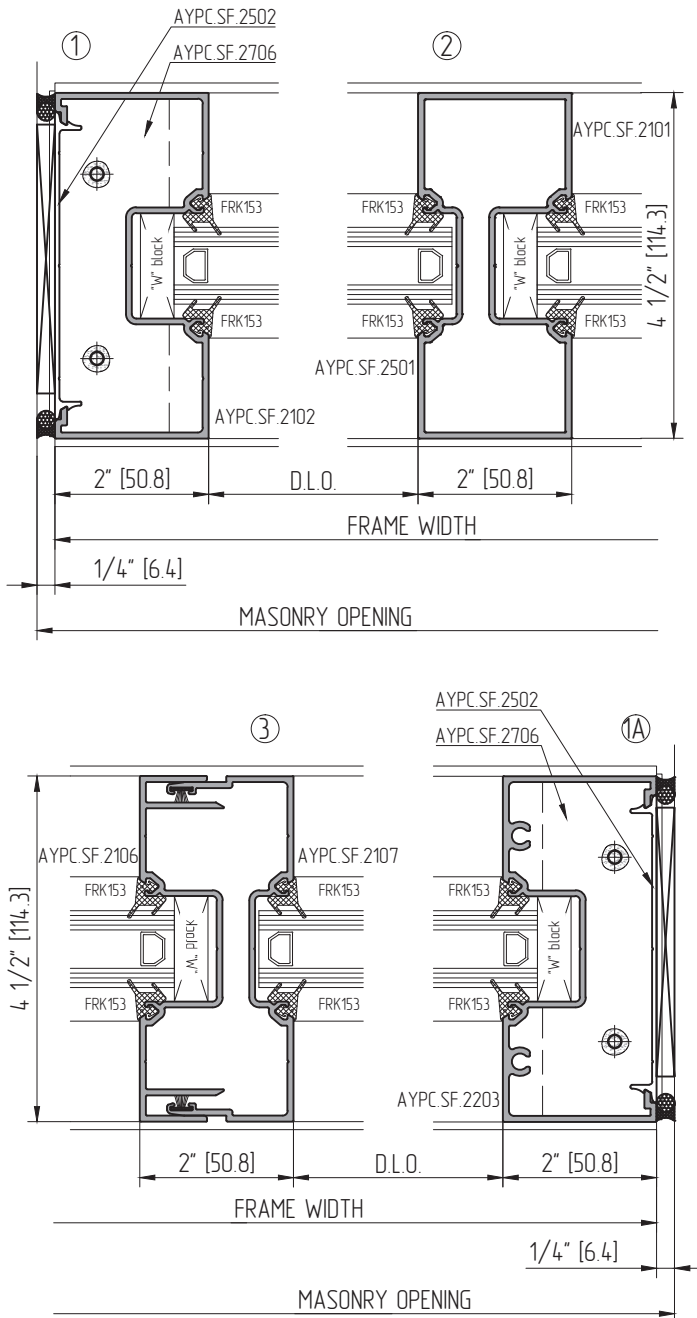 AYPC.SF.2502
① ②
AYPC.SF.2706
AYPC.SF.2101
FRK153 FRK153 FRK153
"W" block "W" block
4 1/2" [114.3]
FRK153 FRK153 FRK153
AYPC.SF.2501
AYPC.SF.2102
2" [50.8] D.L.O. 2" [50.8]
FRAME WIDTH
1/4" [6.4]
MASONRY OPENING
AYPC.SF.2502
③ 1A
AYPC.SF.2706
AYPC.SF.2106 AYPC.SF.2107
FRK153 FRK153 FRK153
"W" block "W" block
4 1/2" [114.3]
FRK153 FRK153 FRK153
AYPC.SF.2203
2" [50.8] D.L.O. 2" [50.8]
FRAME WIDTH
1/4" [6.4]
MASONRY OPENING